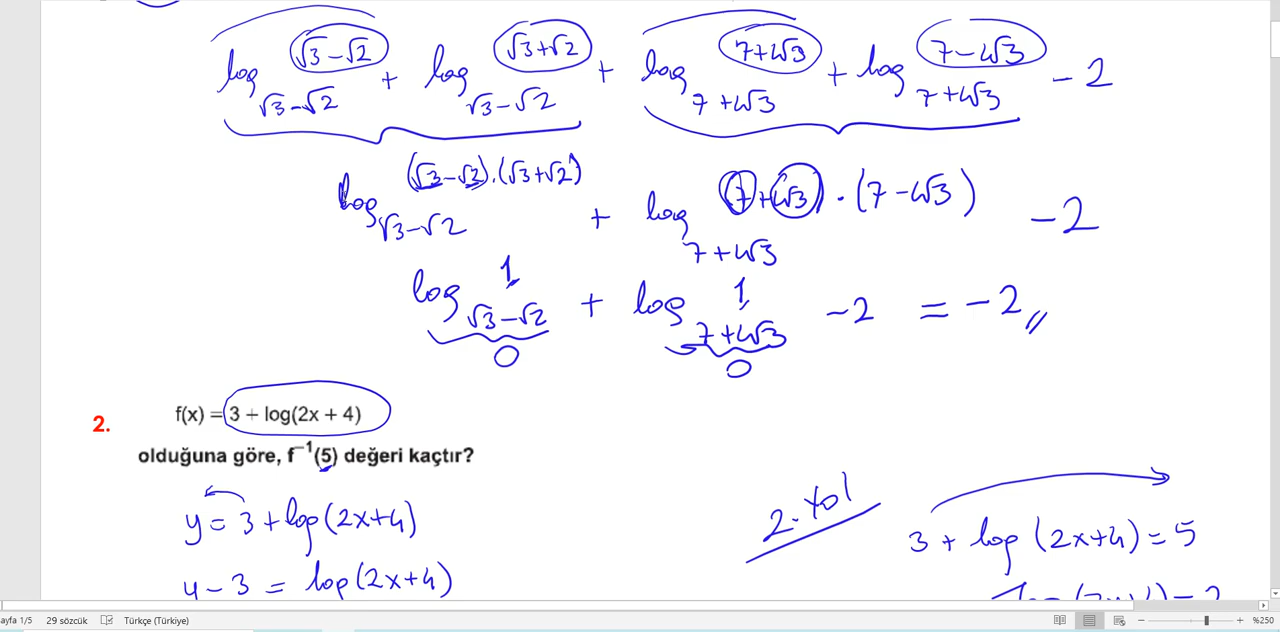 log_{√3-√2} (√3-√2) + log_{√3-√2} (√3+√2) + log_{7+4√3} (7+4√3) + log_{7+4√3} (7-4√3) - 2
log_{√3-√2} (√3-√2).(√3+√2) + log_{7+4√3} (7+4√3).(7-4√3) - 2
log_{√3-√2} 1 + log_{7+4√3} 1 - 2 = -2
0 0
2. f(x) = 3 + log(2x + 4)
olduğuna göre, f⁻¹(5) değeri kaçtır?
y = 3 + log(2x+4)
y - 3 = log(2x+4)
2. Yol
3 + log(2x+4) = 5
ayfa 1/5 29 sözcük Türkçe (Türkiye) %250